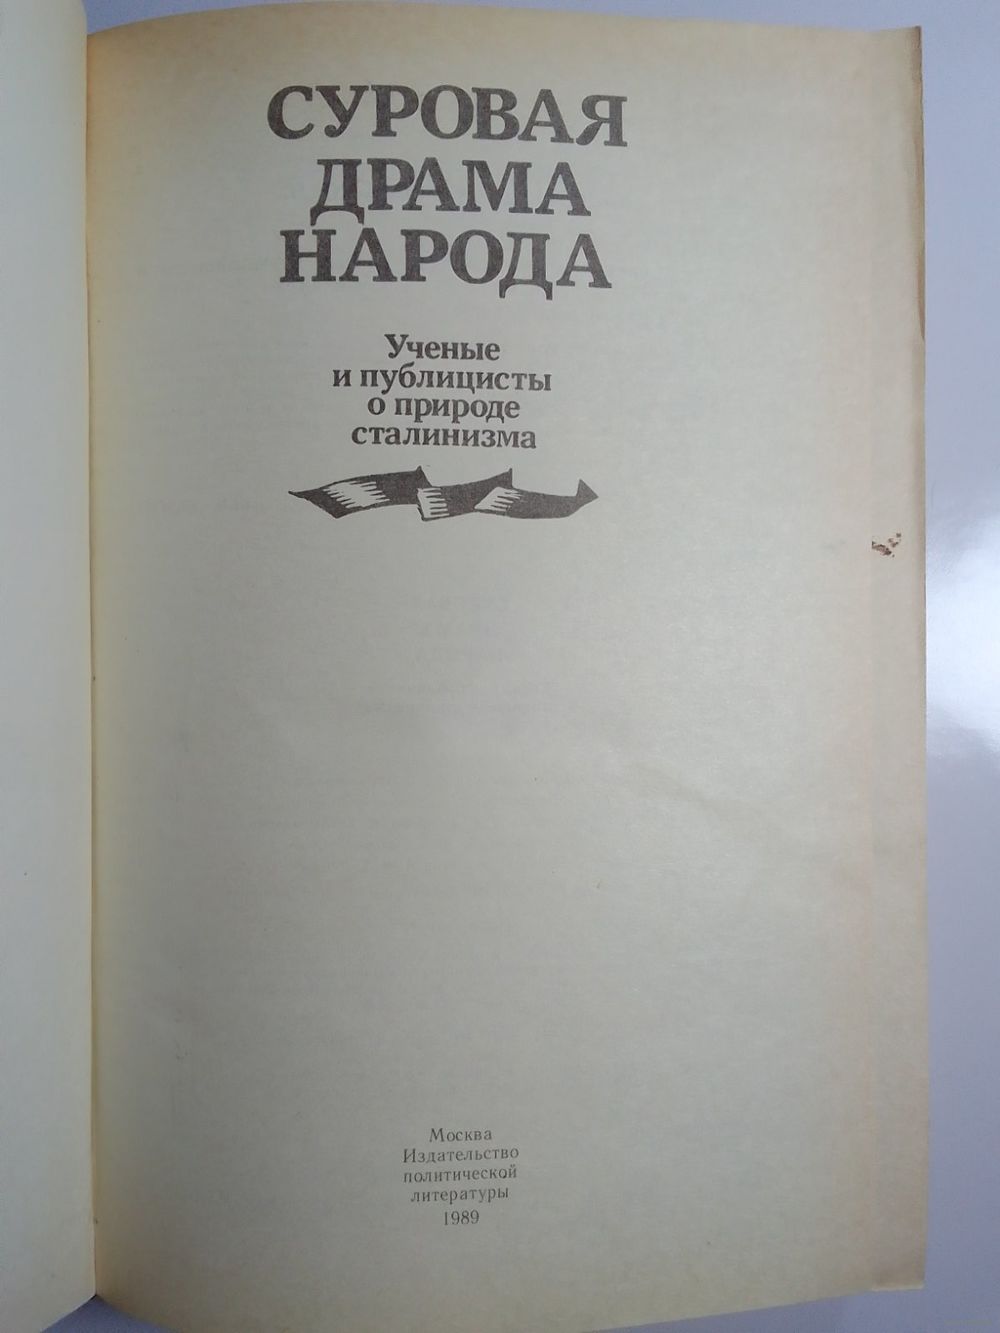 СУРОВАЯ
ДРАМА
НАРОДА
Ученые
и публицисты
о природе
сталинизма
Москва
Издательство
политической
литературы
1989